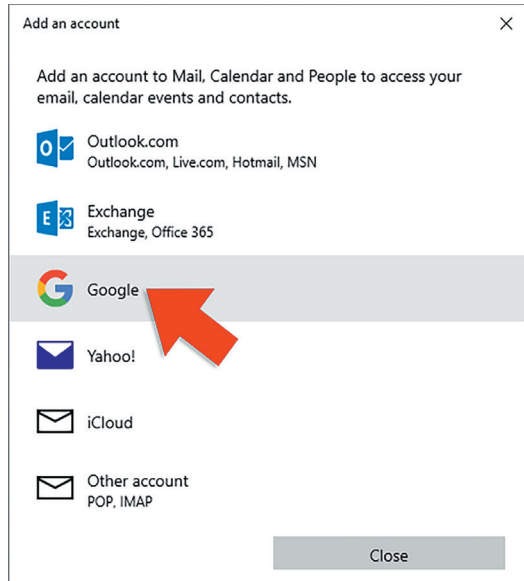 Add an account
Add an account to Mail, Calendar and People to access your
email, calendar events and contacts.
Outlook.com
Outlook.com, Live.com, Hotmail, MSN
Exchange
Exchange, Office 365
Google
Yahoo!
iCloud
Other account
POP, IMAP
Close